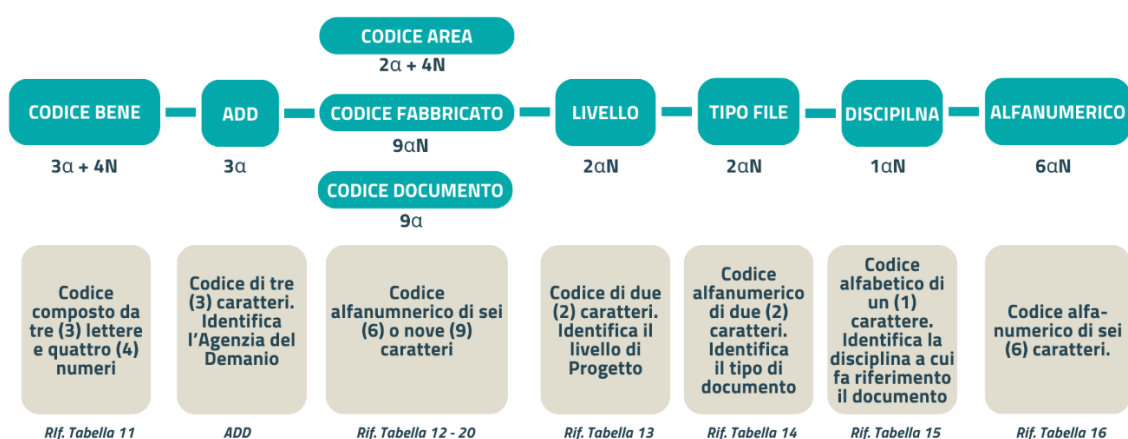 CODICE AREA
2α + 4N
CODICE BENE
ADD
CODICE FABBRICATO
LIVELLO
TIPO FILE
DISCIPILNA
ALFANUMERICO
3α + 4N
3α
9αN
2αN
2αN
1αN
6αN
CODICE DOCUMENTO
9α
Codice
composto da
tre (3) lettere
e quattro (4)
numeri
Codice di tre
(3) caratteri.
Identifica
l'Agenzia del
Demanio
Codice
alfanumnerico di sei
(6) o nove (9)
caratteri
Codice di due
(2) caratteri.
Identifica il
livello di
Progetto
Codice
alfanumerico
di due (2)
caratteri.
Identifica
il tipo di
documento
Codice
alfabetico di
un (1)
carattere.
Identifica la
disciplina a cui
fa riferimento
il documento
Codice alfa-
numerico di sei
(6) caratteri.
RIf. Tabella 11
ADD
Rif. Tabella 12 - 20
Rif. Tabella 13
Rif. Tabella 14
Rif. Tabella 15
Rif. Tabella 16